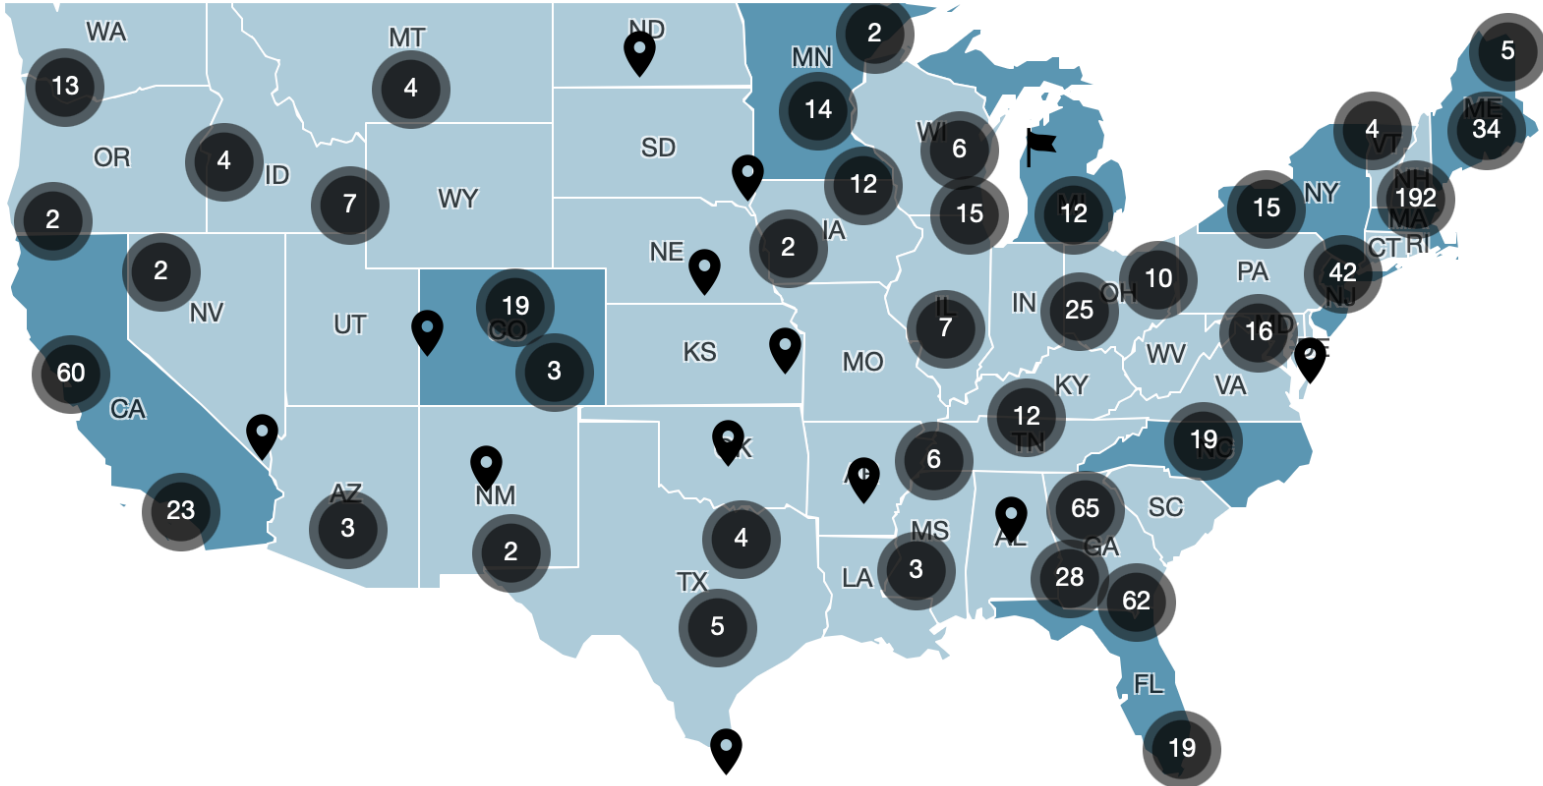 WA
MT
ND
MN
2
5
13
4
14
ME
34
OR
4
ID
SD
WI
6
4
VT
NH
192
WY
7
12
15
MI
12
15
NY
MA
2
2
NV
NE
2
IA
CT
RI
PA
42
NJ
10
OH
UT
19
CO
3
KS
MO
IL
7
IN
25
16
MD
DE
WV
VA
60
CA
KY
12
TN
19
NC
23
AZ
3
NM
2
OK
6
4
MS
3
AL
65
GA
SC
28
62
TX
5
LA
FL
19